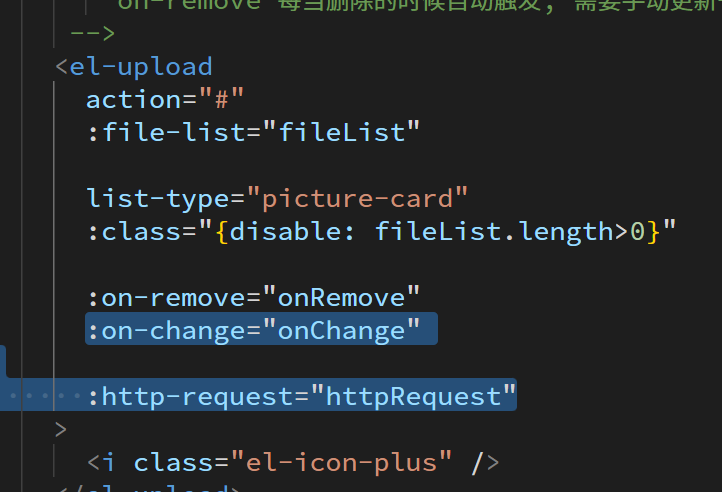 on-remove 每当删除的时候自动触发, 需要手动更新
-->
<el-upload
action="#"
:file-list="fileList"
list-type="picture-card"
:class="{disable: fileList.length>0}"
:on-remove="onRemove"
:on-change="onChange"
:http-request="httpRequest"
>
<i class="el-icon-plus" />
</el-upload>